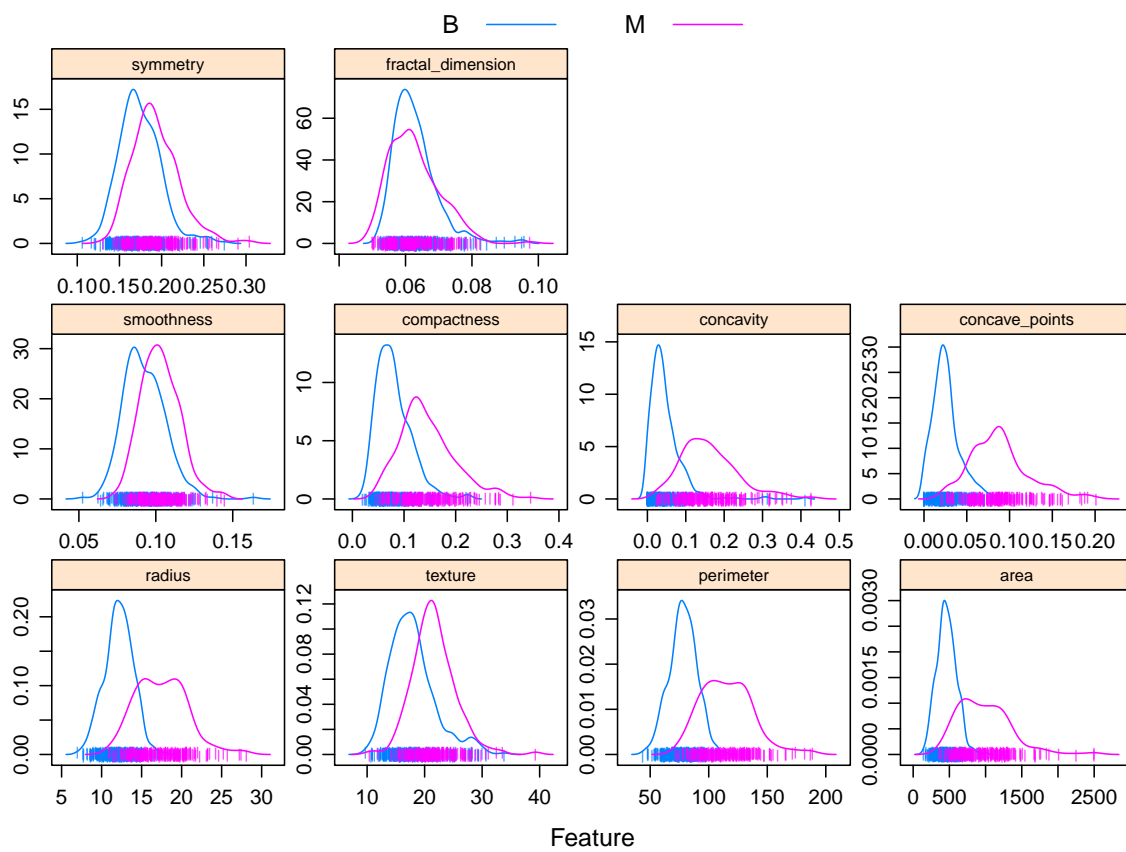 B M
symmetry fractal_dimension
0 5 10 15
0.10 0.15 0.20 0.25 0.30
0 20 40 60
0.06 0.08 0.10
smoothness compactness concavity concave_points
0 10 20 30
0.05 0.10 0.15
0 5 10
0.0 0.1 0.2 0.3 0.4
0 5 10 15
0.0 0.1 0.2 0.3 0.4 0.5
0 5 10 15 20 25 30
0.00 0.05 0.10 0.15 0.20
radius texture perimeter area
0.00 0.10 0.20
5 10 15 20 25 30
0.00 0.04 0.08 0.12
10 20 30 40
0.00 0.01 0.02 0.03
50 100 150 200
0.0000 0.0015 0.0030
0 500 1500 2500
Feature